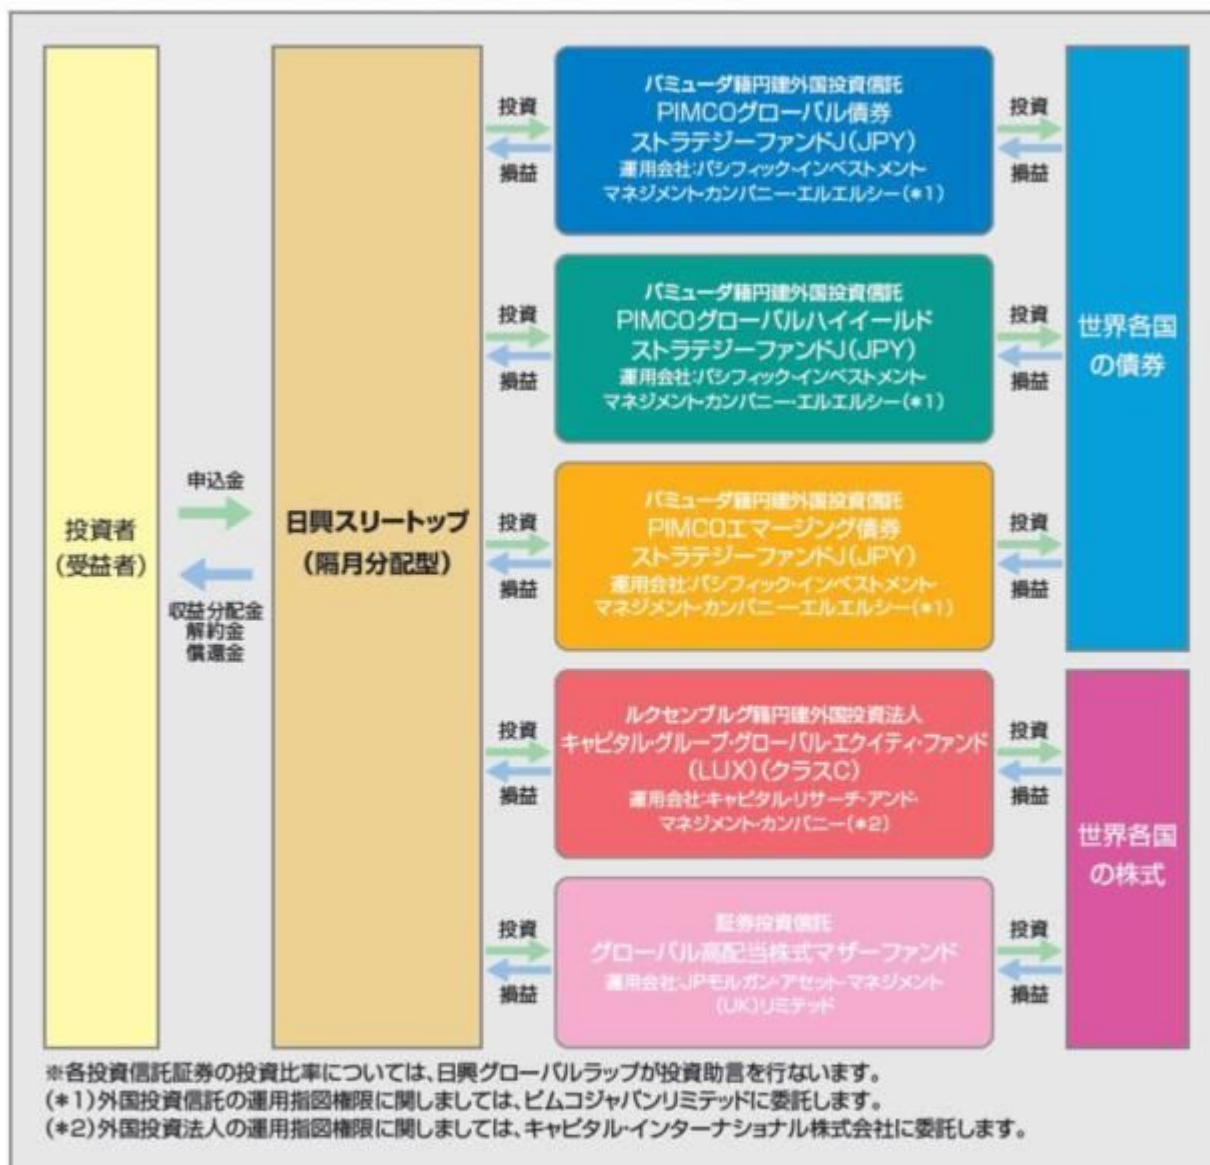 投資者
(受益者)
申込金
収益分配金
解約金
償還金
日興スリートップ
(隔月分配型)
投資
損益
バミューダ籍円建外国投資信託
PIMCOグローバル債券
ストラテジーファンドJ(JPY)
運用会社:パシフィック・インベストメント・
マネジメント・カンパニー・エルエルシー(*1)
投資
損益
投資
損益
バミューダ籍円建外国投資信託
PIMCOグローバルハイイールド
ストラテジーファンドJ(JPY)
運用会社:パシフィック・インベストメント・
マネジメント・カンパニー・エルエルシー(*1)
投資
損益
投資
損益
バミューダ籍円建外国投資信託
PIMCOエマージング債券
ストラテジーファンドJ(JPY)
運用会社:パシフィック・インベストメント・
マネジメント・カンパニー・エルエルシー(*1)
投資
損益
世界各国
の債券
投資
損益
ルクセンブルグ籍円建外国投資法人
キャピタル・グループ・グローバル・エクイティ・ファンド
(LUX)(クラスC)
運用会社:キャピタル・リサーチ・アンド・
マネジメント・カンパニー(*2)
投資
損益
投資
損益
証券投資信託
グローバル高配当株式マザーファンド
運用会社:JPモルガン・アセット・マネジメント
(UK)リミテッド
投資
損益
世界各国
の株式
※各投資信託証券の投資比率については、日興グローバルラップが投資助言を行ないます。
(*1)外国投資信託の運用指図権限に関しましては、ピムコジャパンリミテッドに委託します。
(*2)外国投資法人の運用指図権限に関しましては、キャピタル・インターナショナル株式会社に委託します。